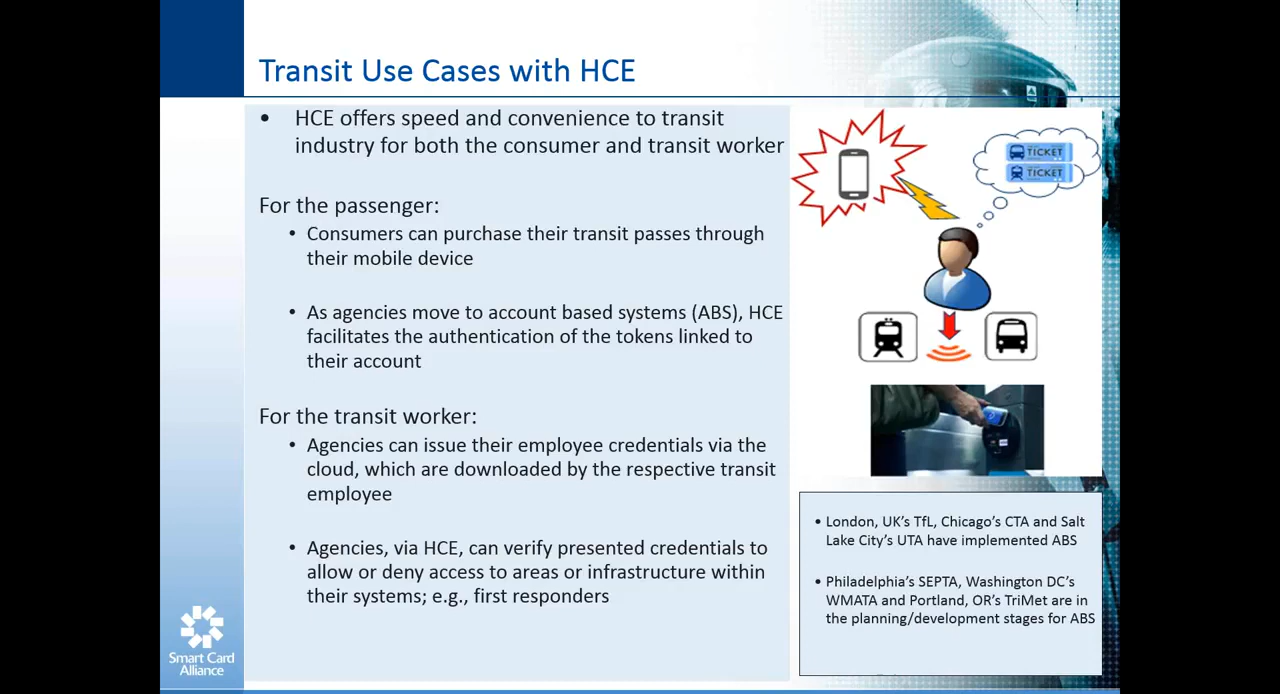 Transit Use Cases with HCE
• HCE offers speed and convenience to transit
industry for both the consumer and transit worker
For the passenger:
• Consumers can purchase their transit passes through
their mobile device
• As agencies move to account based systems (ABS), HCE
facilitates the authentication of the tokens linked to
their account
For the transit worker:
• Agencies can issue their employee credentials via the
cloud, which are downloaded by the respective transit
employee
• Agencies, via HCE, can verify presented credentials to
allow or deny access to areas or infrastructure within
their systems; e.g., first responders
TICKET
TICKET
• London, UK's TfL, Chicago's CTA and Salt
Lake City's UTA have implemented ABS
• Philadelphia's SEPTA, Washington DC's
WMATA and Portland, OR's TriMet are in
the planning/development stages for ABS
Smart Card
Alliance